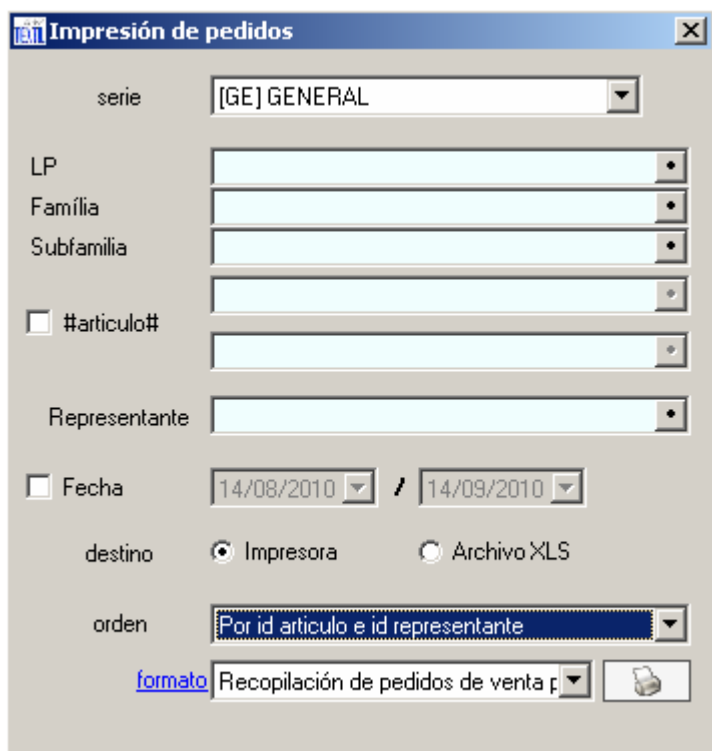 Impresión de pedidos
serie [GE] GENERAL
LP
Família
Subfamilia
#articulo#
Representante
Fecha 14/08/2010 / 14/09/2010
destino Impresora Archivo XLS
orden Por id articulo e id representante
formato Recopilación de pedidos de venta p